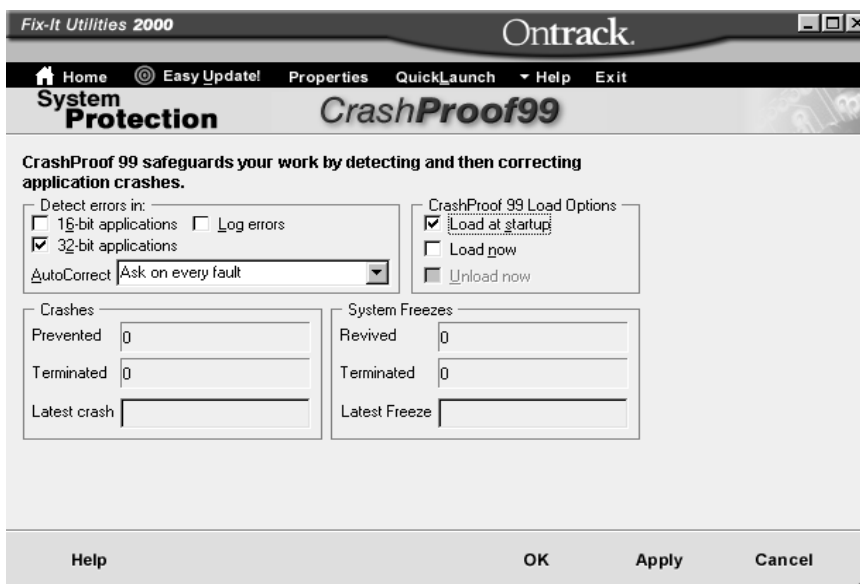 Fix-It Utilities 2000
Ontrack.
Home Easy Update! Properties QuickLaunch Help Exit
System Protection
CrashProof99
CrashProof 99 safeguards your work by detecting and then correcting
application crashes.
Detect errors in:
16-bit applications Log errors
32-bit applications
AutoCorrect Ask on every fault
CrashProof 99 Load Options
Load at startup
Load now
Unload now
Crashes
Prevented 0
Terminated 0
Latest crash
System Freezes
Revived 0
Terminated 0
Latest Freeze
Help OK Apply Cancel